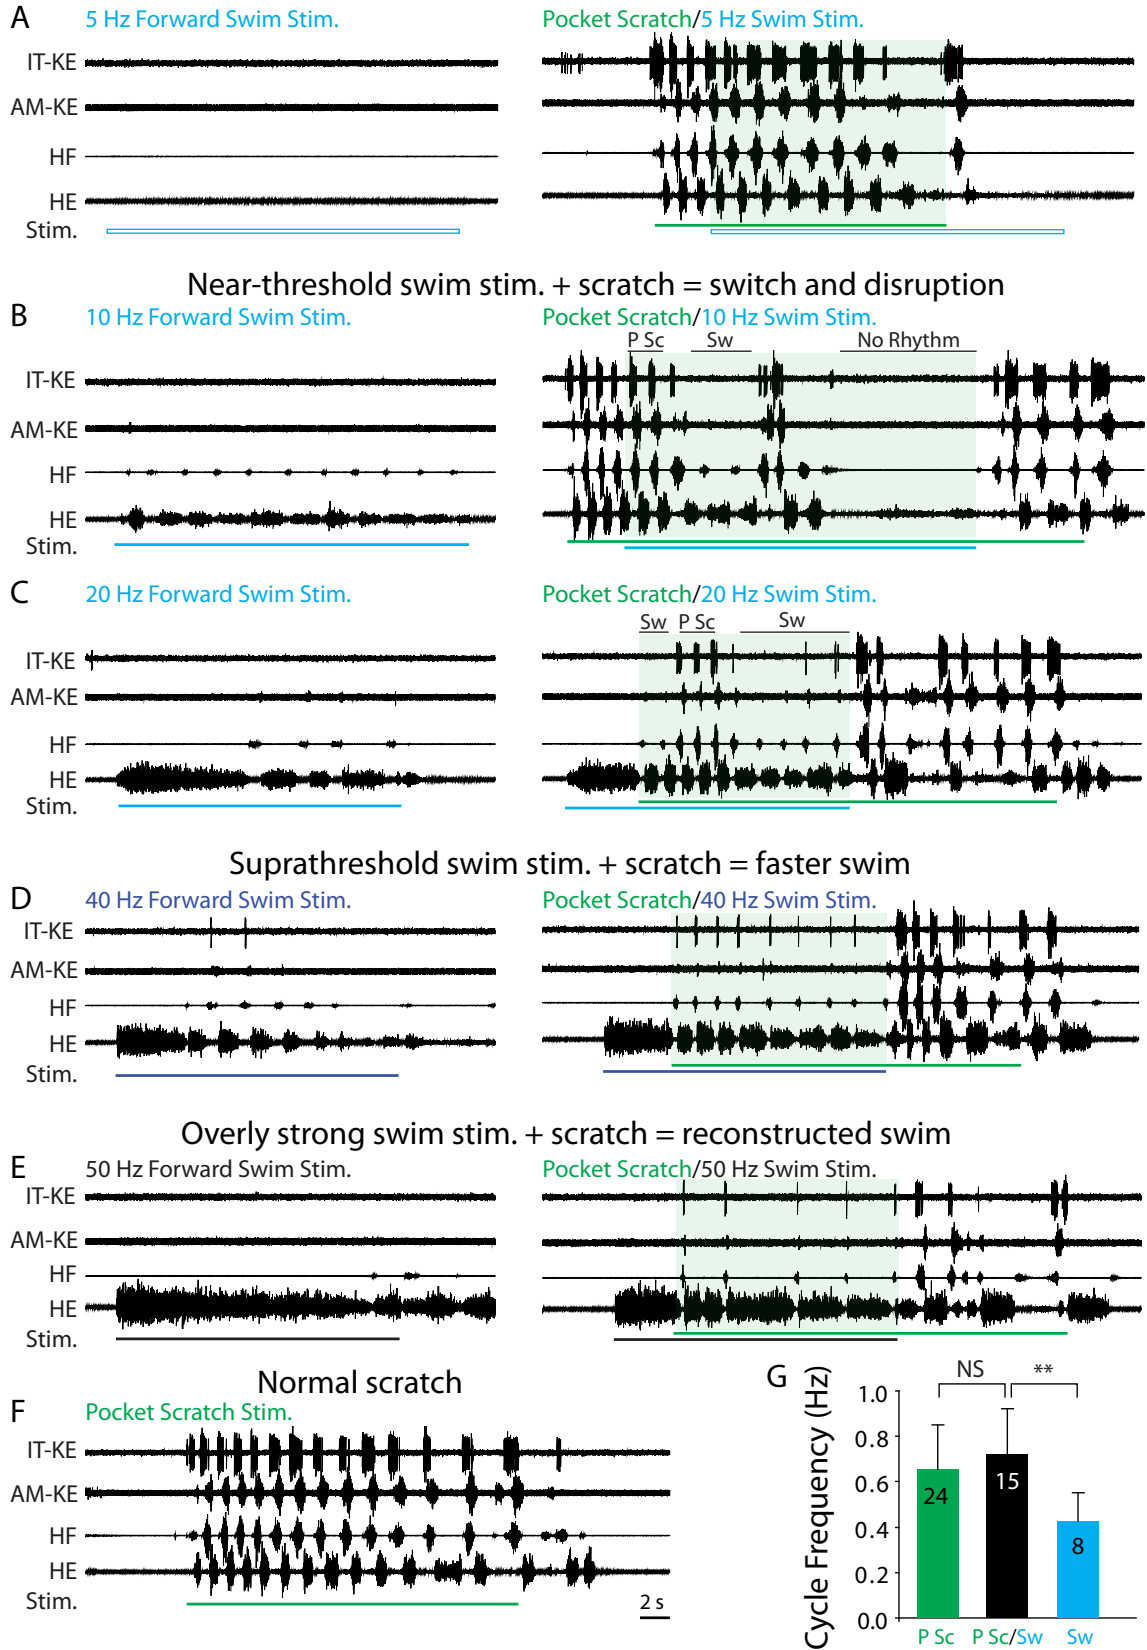 A
5 Hz Forward Swim Stim.
Pocket Scratch/5 Hz Swim Stim.
IT-KE
AM-KE
HF
HE
Stim.
Near-threshold swim stim. + scratch = switch and disruption
B
10 Hz Forward Swim Stim.
Pocket Scratch/10 Hz Swim Stim.
P Sc
Sw
No Rhythm
IT-KE
AM-KE
HF
HE
Stim.
C
20 Hz Forward Swim Stim.
Pocket Scratch/20 Hz Swim Stim.
Sw
P Sc
Sw
IT-KE
AM-KE
HF
HE
Stim.
Suprathreshold swim stim. + scratch = faster swim
D
40 Hz Forward Swim Stim.
Pocket Scratch/40 Hz Swim Stim.
IT-KE
AM-KE
HF
HE
Stim.
Overly strong swim stim. + scratch = reconstructed swim
E
50 Hz Forward Swim Stim.
Pocket Scratch/50 Hz Swim Stim.
IT-KE
AM-KE
HF
HE
Stim.
Normal scratch
F
Pocket Scratch Stim.
IT-KE
AM-KE
HF
HE
Stim.
2 s
G
NS
**
Cycle Frequency (Hz)
1.0
0.8
0.6
0.4
0.2
0.0
24
15
8
P Sc
P Sc/Sw
Sw